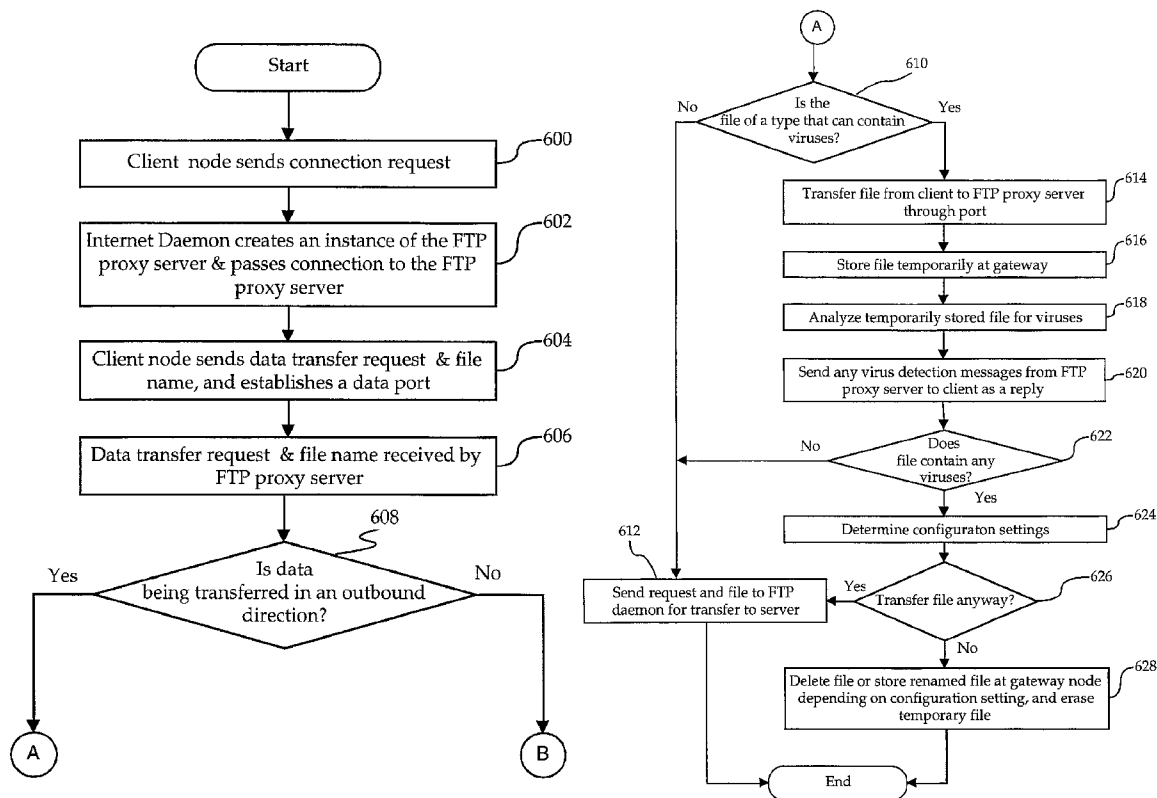 Start
600
Client node sends connection request
602
Internet Daemon creates an instance of the FTP
proxy server & passes connection to the FTP
proxy server
604
Client node sends data transfer request & file
name, and establishes a data port
606
Data transfer request & file name received by
FTP proxy server
608
Is data
being transferred in an outbound
direction?
Yes
No
A
B
A
610
Is the
file of a type that can contain
viruses?
No
Yes
614
Transfer file from client to FTP proxy server
through port
616
Store file temporarily at gateway
618
Analyze temporarily stored file for viruses
620
Send any virus detection messages from FTP
proxy server to client as a reply
622
Does
file contain any
viruses?
No
Yes
624
Determine configuraton settings
612
Send request and file to FTP
daemon for transfer to server
626
Transfer file anyway?
Yes
No
628
Delete file or store renamed file at gateway node
depending on configuration setting, and erase
temporary file
End